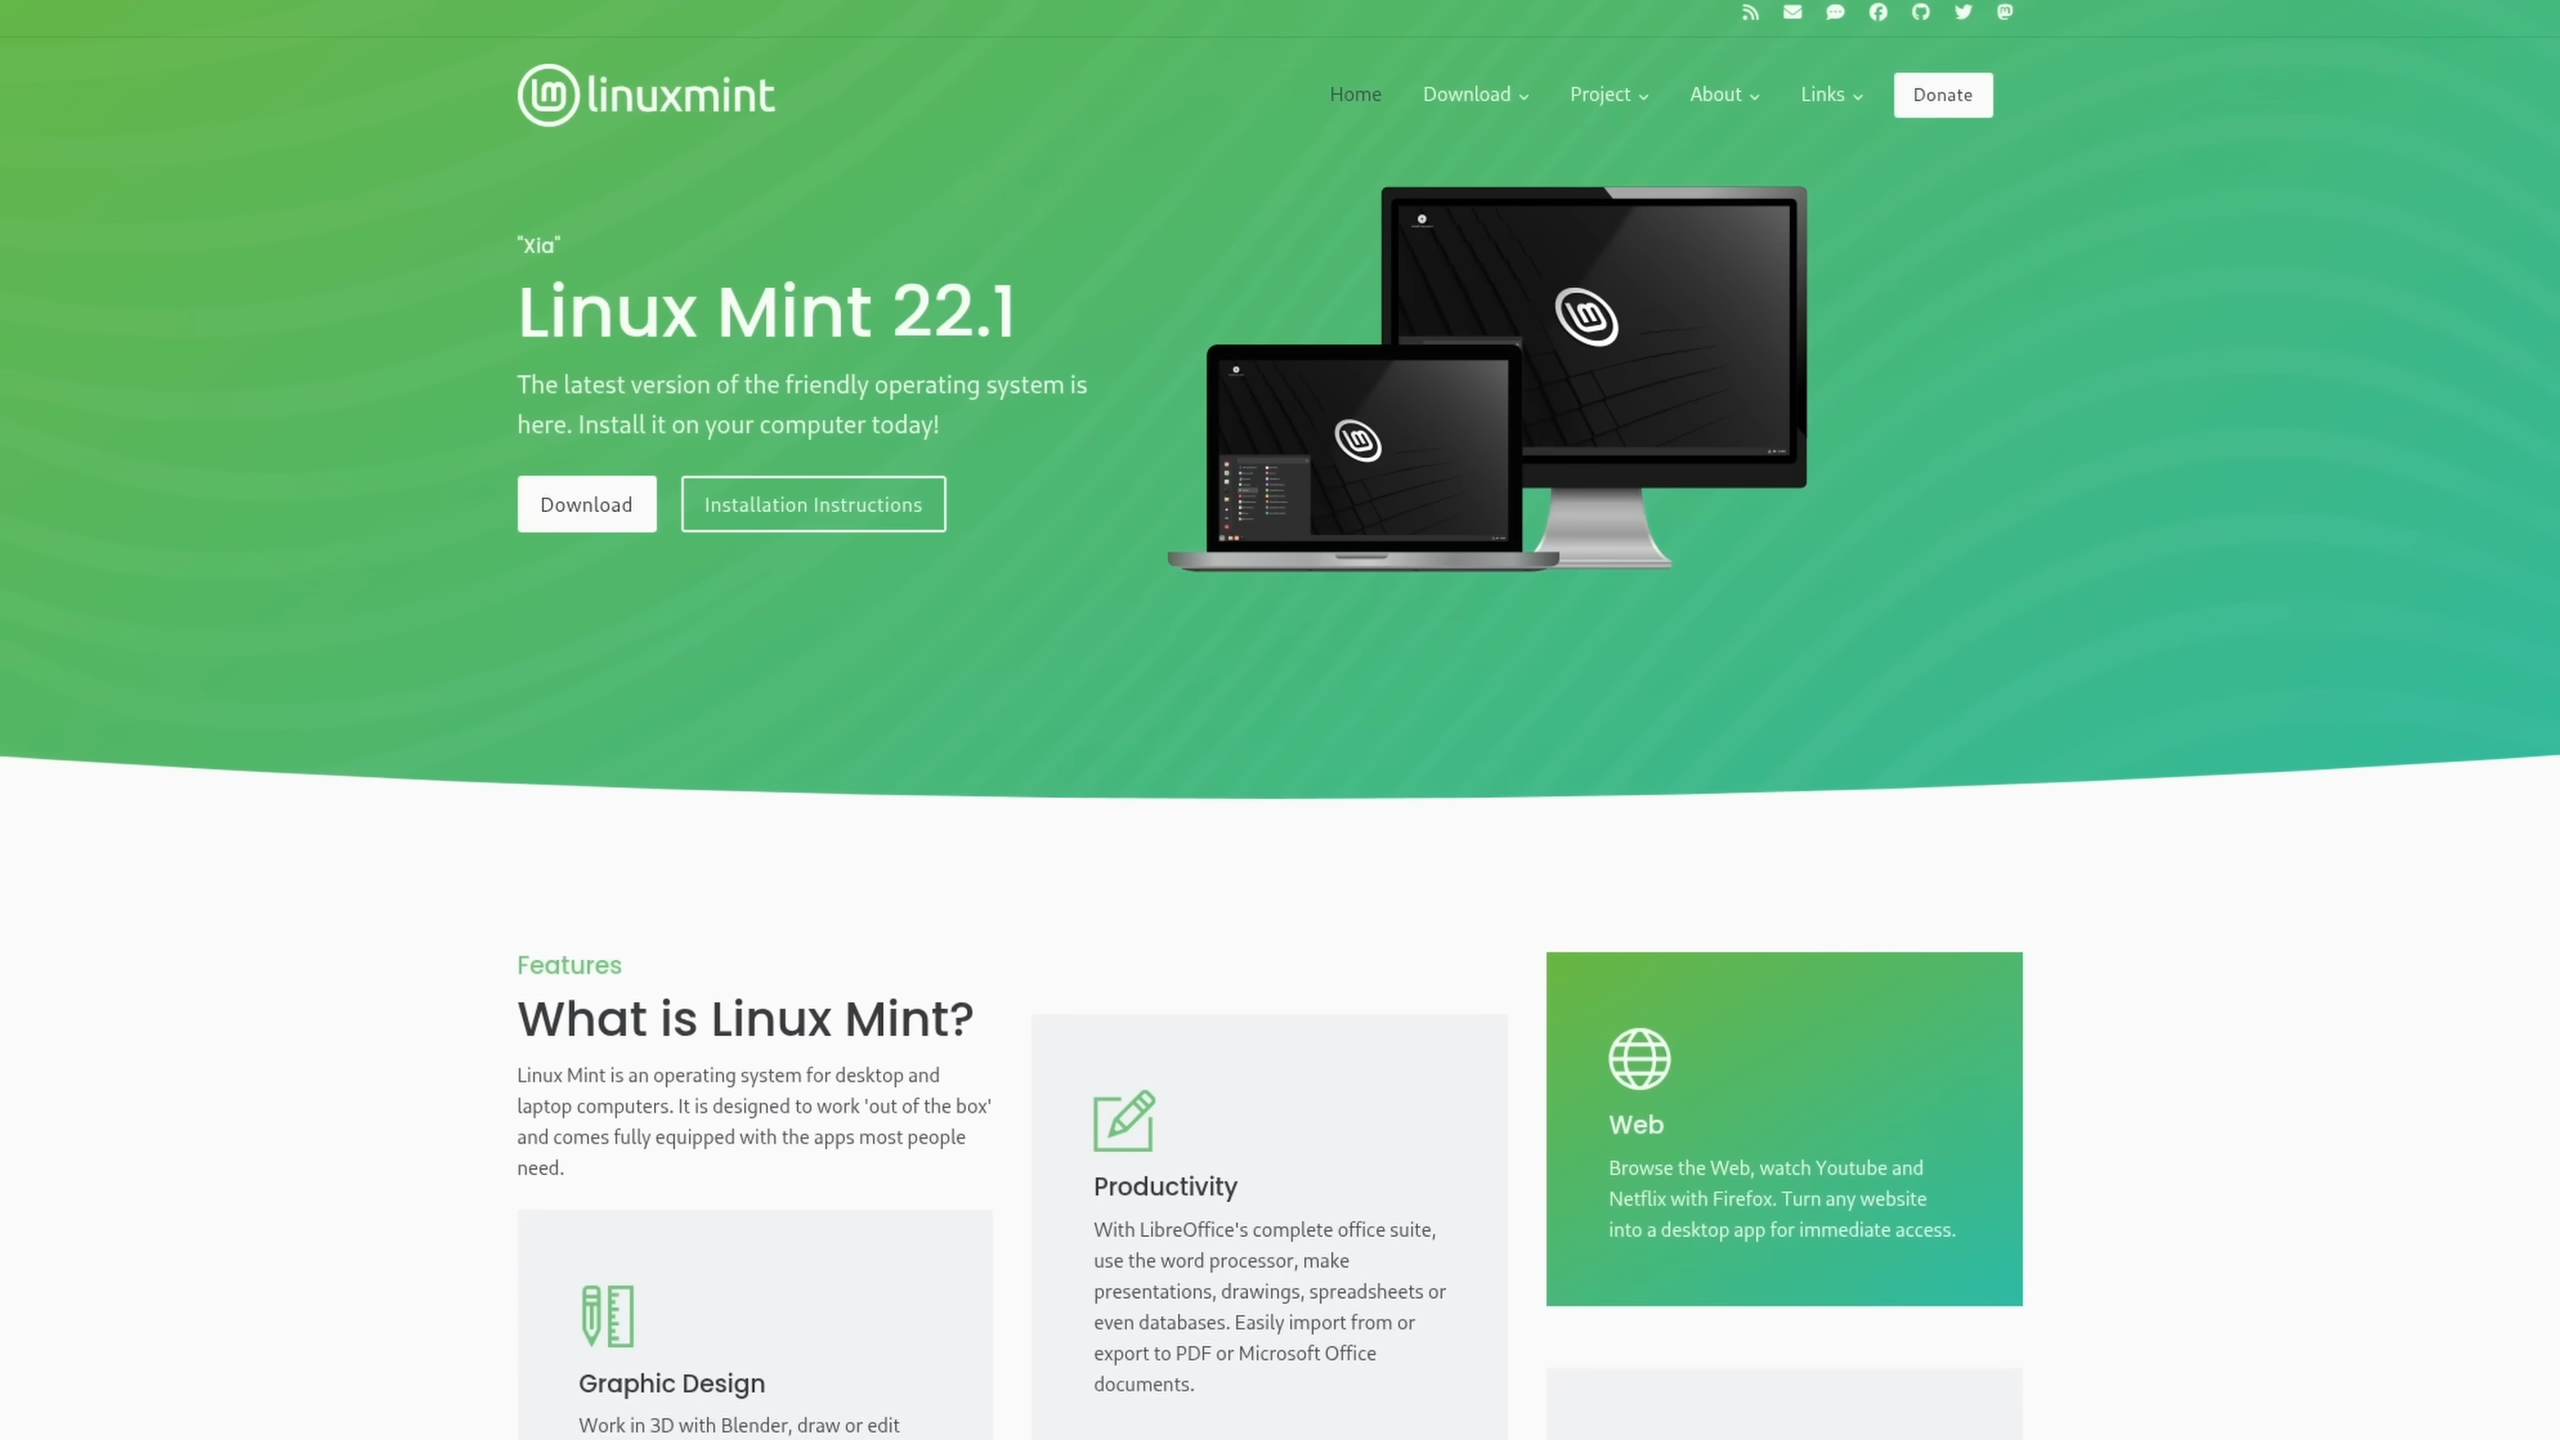 linuxmint
Home
Download
Project
About
Links
Donate
"Xia"
Linux Mint 22.1
The latest version of the friendly operating system is
here. Install it on your computer today!
Download
Installation Instructions
Features
What is Linux Mint?
Linux Mint is an operating system for desktop and
laptop computers. It is designed to work 'out of the box'
and comes fully equipped with the apps most people
need.
Graphic Design
Work in 3D with Blender, draw or edit
Productivity
With LibreOffice's complete office suite,
use the word processor, make
presentations, drawings, spreadsheets or
even databases. Easily import from or
export to PDF or Microsoft Office
documents.
Web
Browse the Web, watch Youtube and
Netflix with Firefox. Turn any website
into a desktop app for immediate access.